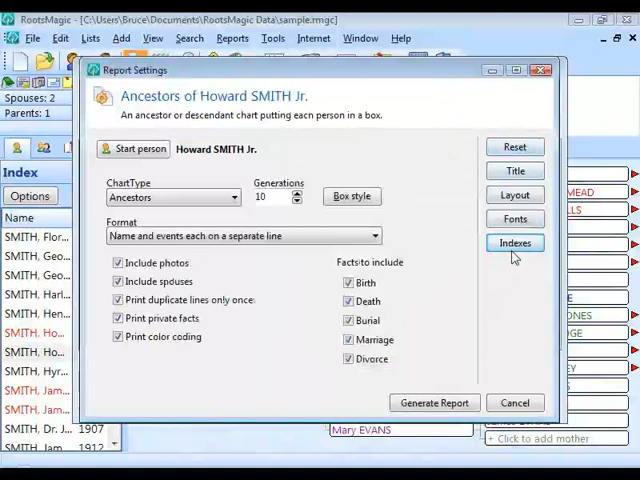 RootsMagic - [C:\Users\Bruce\Documents\RootsMagic Data\sample.rmgc]
File Edit Lists Add View Search Reports Tools Internet Window Help
Spouses: 2
Parents: 1
Index
Options
Name
SMITH, Flor...
SMITH, Geo...
SMITH, Geo...
SMITH, Har...
SMITH, Hen...
SMITH, Ho...
SMITH, Ho...
SMITH, Hyr...
SMITH, Jam...
SMITH, Jam...
SMITH, Dr. J... 1907
SMITH, Jam... 1912
Report Settings
Ancestors of Howard SMITH Jr.
An ancestor or descendant chart putting each person in a box.
Start person Howard SMITH Jr.
ChartType
Ancestors
Generations
10
Box style
Format
Name and events each on a separate line
Include photos
Include spouses
Print duplicate lines only once
Print private facts
Print color coding
Facts to include
Birth
Death
Burial
Marriage
Divorce
Reset
Title
Layout
Fonts
Indexes
Generate Report
Cancel
MEAD
Mary EVANS
+ Click to add mother